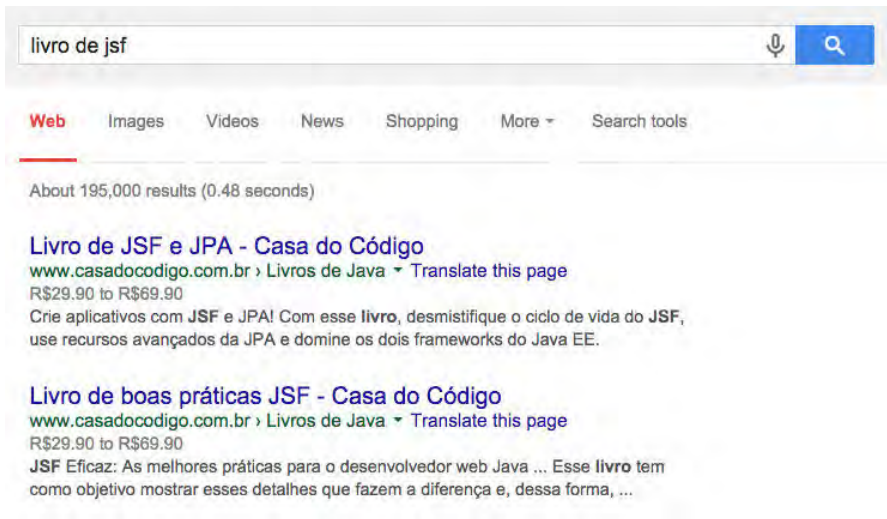 livro de jsf
Web Images Videos News Shopping More Search tools
About 195,000 results (0.48 seconds)
Livro de JSF e JPA - Casa do Código
www.casadocodigo.com.br › Livros de Java Translate this page
R$29.90 to R$69.90
Crie aplicativos com JSF e JPA! Com esse livro, desmistifique o ciclo de vida do JSF,
use recursos avançados da JPA e domine os dois frameworks do Java EE.
Livro de boas práticas JSF - Casa do Código
www.casadocodigo.com.br › Livros de Java Translate this page
R$29.90 to R$69.90
JSF Eficaz: As melhores práticas para o desenvolvedor web Java ... Esse livro tem
como objetivo mostrar esses detalhes que fazem a diferença e, dessa forma, ...